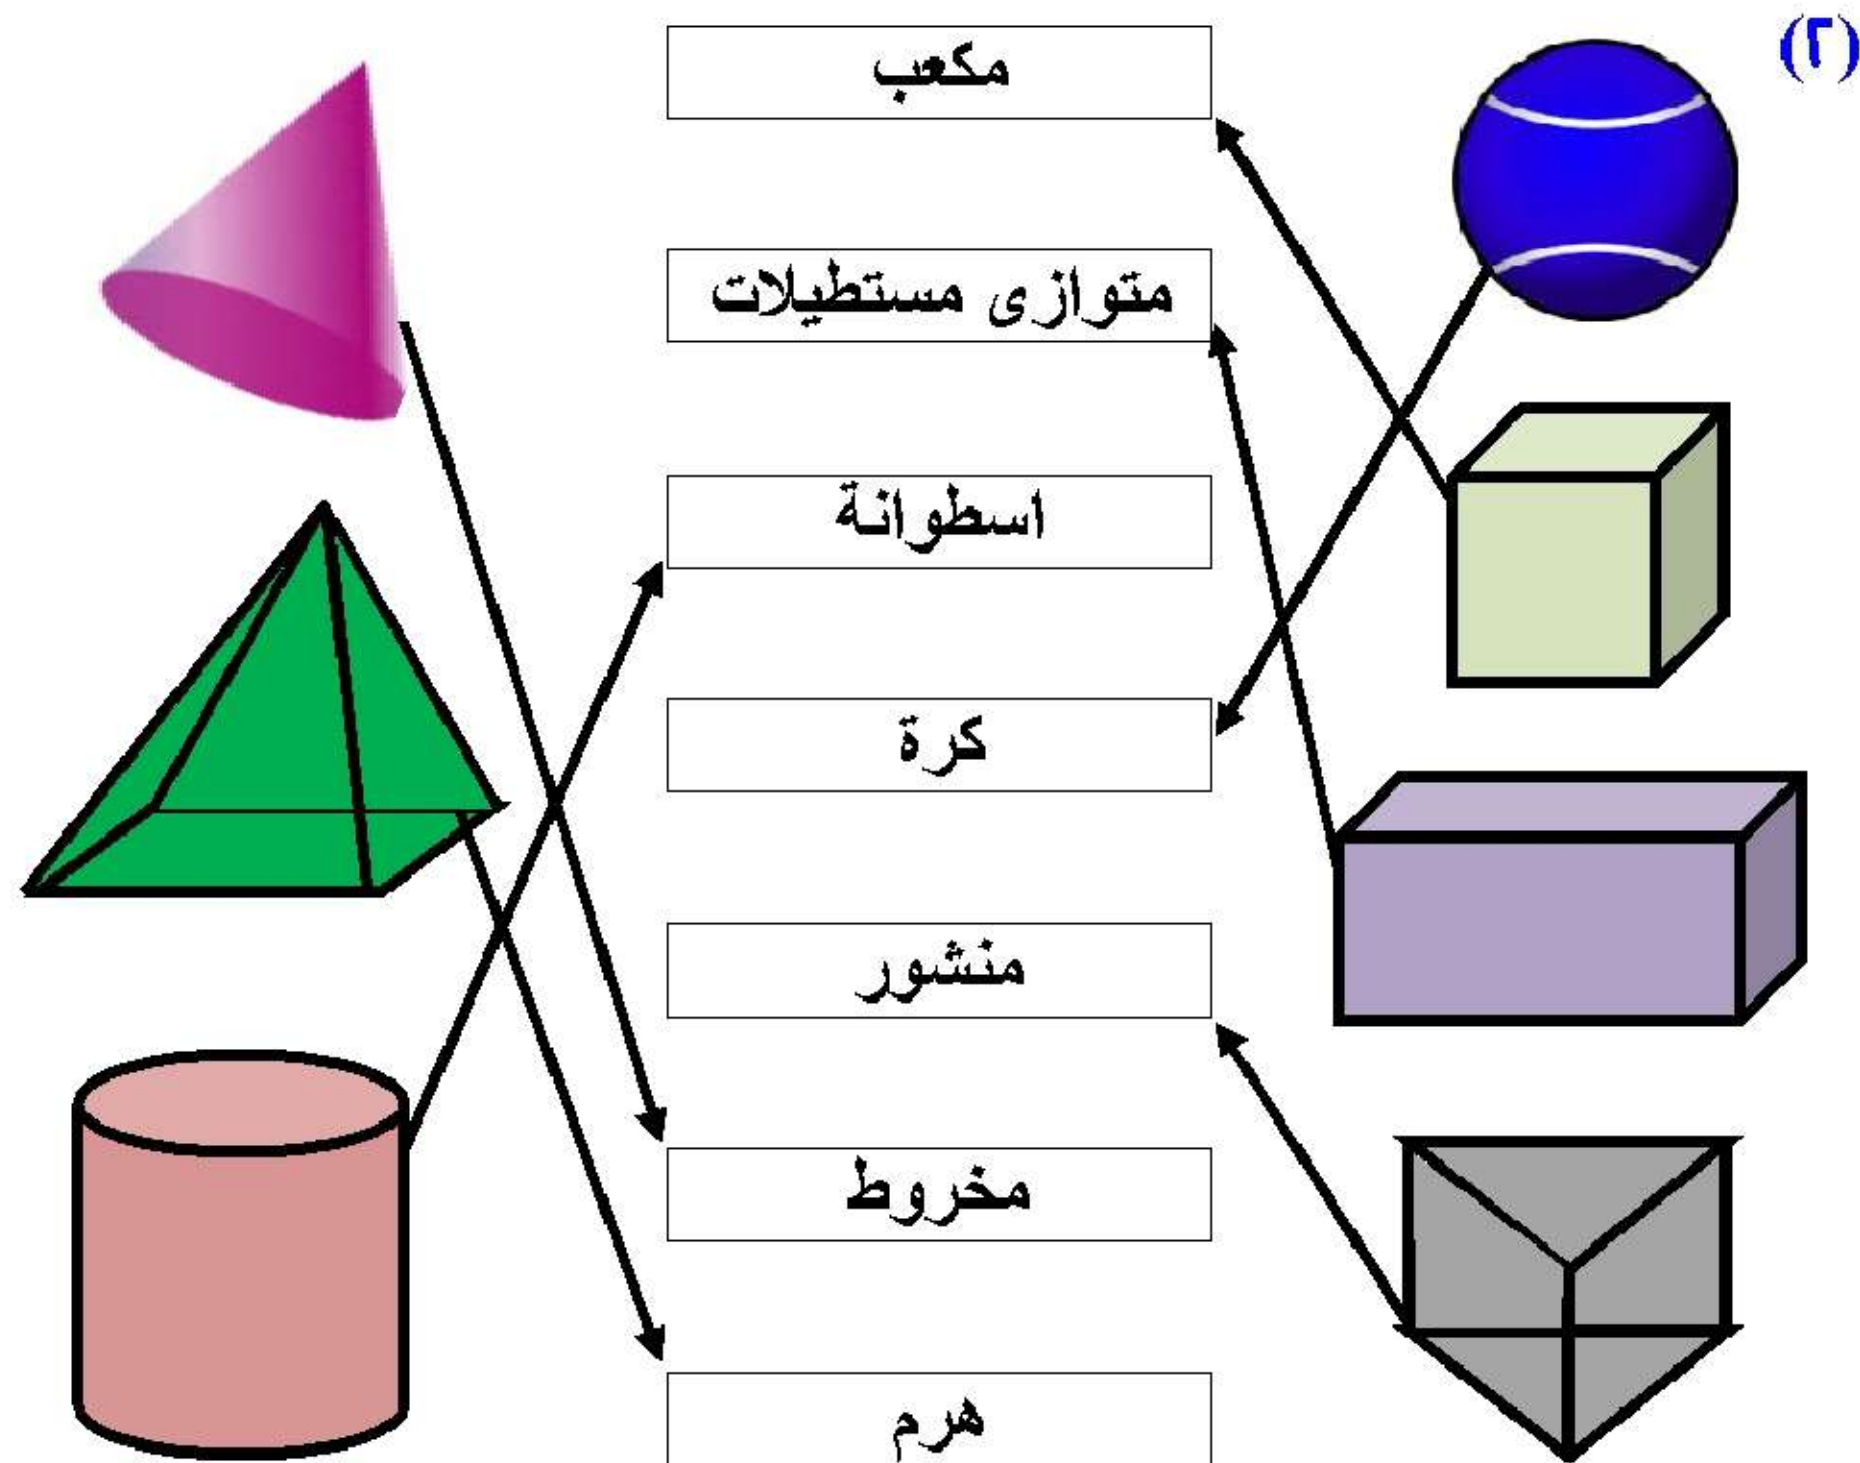 (٢)
مكعب
متوازى مستطيلات
اسطوانة
كرة
منشور
مخروط
هرم